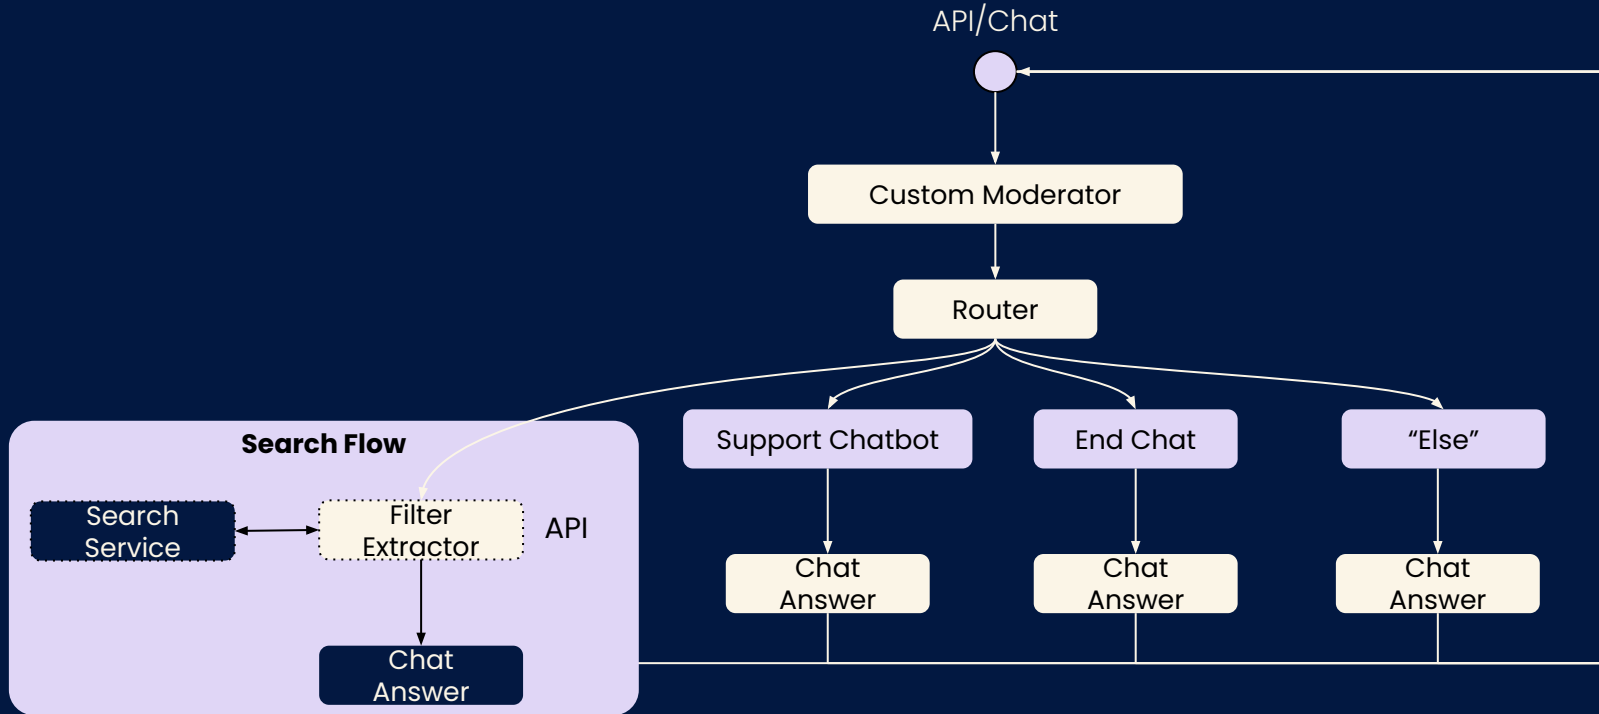 API/Chat
Custom Moderator
Router
Search Flow
Support Chatbot
End Chat
“Else”
Search
Service
Filter
Extractor
API
Chat
Answer
Chat
Answer
Chat
Answer
Chat
Answer